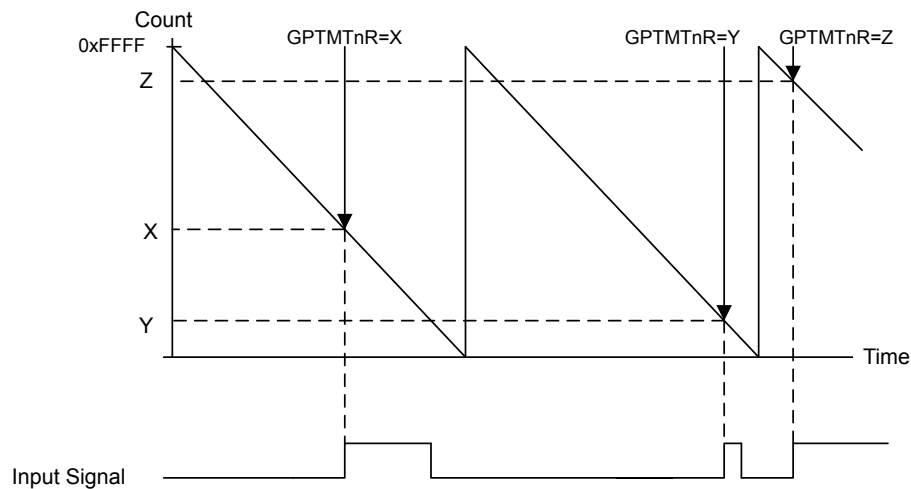 Count
0xFFFF
GPTMTnR=X
GPTMTnR=Y
GPTMTnR=Z
Z
X
Y
Time
Input Signal